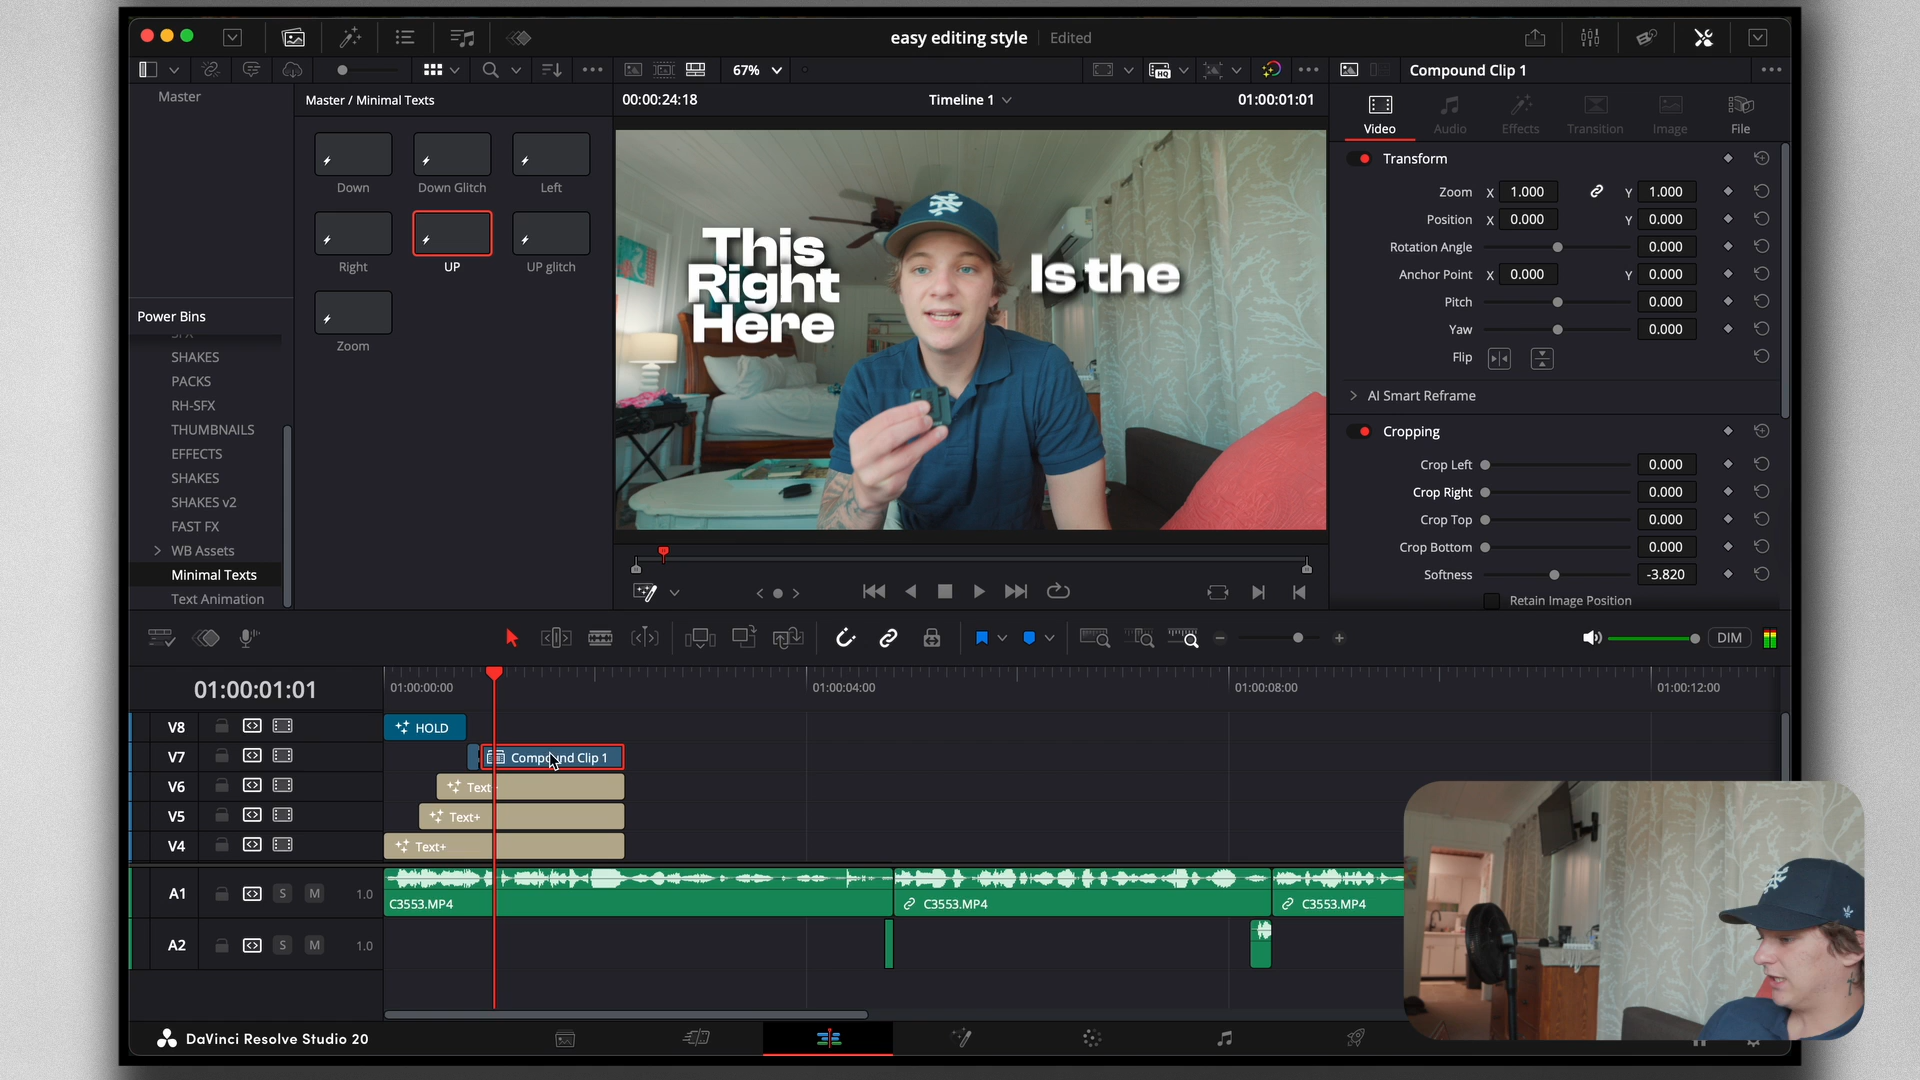 easy editing style
Edited
67%
Compound Clip 1
Master
Master / Minimal Texts
00:00:24:18
Timeline 1
01:00:01:01
Video
Audio
Effects
Transition
Image
File
Down
Down Glitch
Left
Right
UP
UP glitch
Zoom
Power Bins
SHAKES
PACKS
RH-SFX
THUMBNAILS
EFFECTS
SHAKES
SHAKES v2
FAST FX
WB Assets
Minimal Texts
Text Animation
This
Right
Here
Is the
Transform
Zoom X 1.000 Y 1.000
Position X 0.000 Y 0.000
Rotation Angle 0.000
Anchor Point X 0.000 Y 0.000
Pitch 0.000
Yaw 0.000
Flip
AI Smart Reframe
Cropping
Crop Left 0.000
Crop Right 0.000
Crop Top 0.000
Crop Bottom 0.000
Softness -3.820
Retain Image Position
DIM
01:00:01:01
01:00:00:00
01:00:04:00
01:00:08:00
01:00:12:00
V8
HOLD
V7
Compound Clip 1
V6
Text
V5
Text+
V4
Text+
A1 S M 1.0
C3553.MP4
C3553.MP4
C3553.MP4
A2 S M 1.0
DaVinci Resolve Studio 20